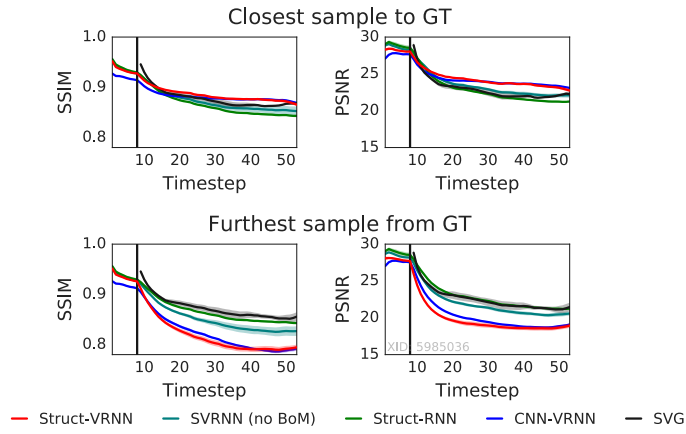 Closest sample to GT
1.0
0.9
0.8
SSIM
10 20 30 40 50
Timestep
30
25
20
15
PSNR
10 20 30 40 50
Timestep
Furthest sample from GT
1.0
0.9
0.8
SSIM
10 20 30 40 50
Timestep
30
25
20
15
PSNR
XID: 5985036
10 20 30 40 50
Timestep
Struct-VRNN SVRNN (no BoM) Struct-RNN CNN-VRNN SVG